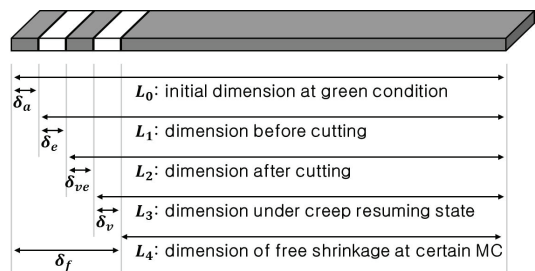 L₀: initial dimension at green condition
δₐ
L₁: dimension before cutting
δₑ
L₂: dimension after cutting
δᵥₑ
L₃: dimension under creep resuming state
δᵥ
L₄: dimension of free shrinkage at certain MC
δ_f